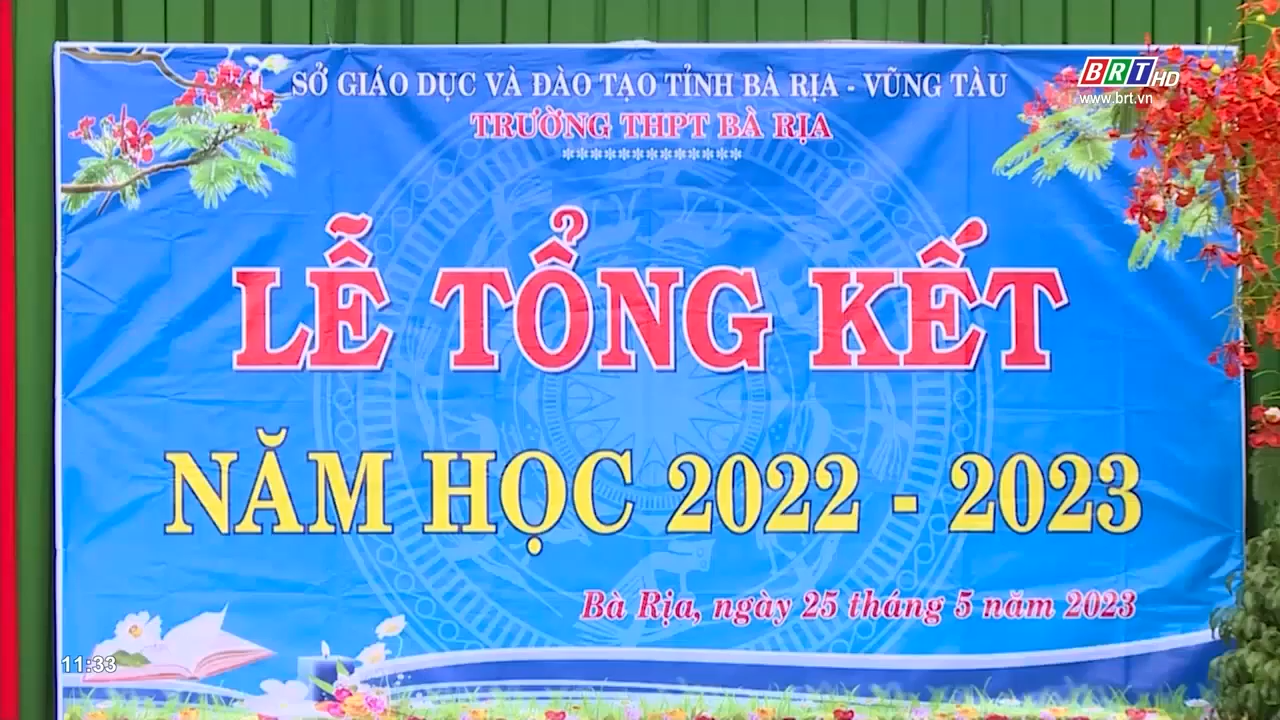 SỞ GIÁO DỤC VÀ ĐÀO TẠO TỈNH BÀ RỊA - VŨNG TÀU
BRT HD
www.brt.vn
TRƯỜNG THPT BÀ RỊA
LỄ TỔNG KẾT
NĂM HỌC 2022 - 2023
Bà Rịa, ngày 25 tháng 5 năm 2023
11:33